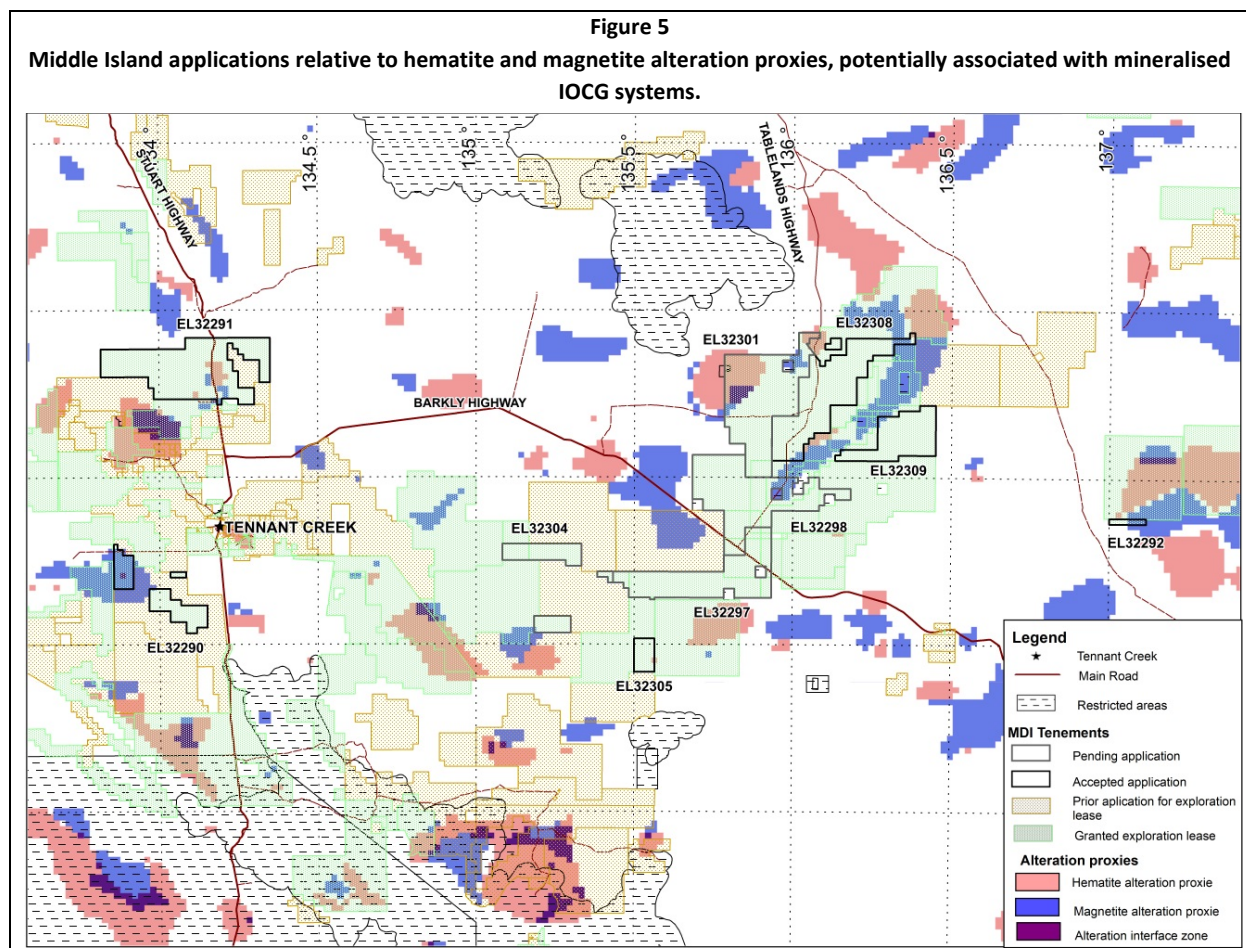 Figure 5
Middle Island applications relative to hematite and magnetite alteration proxies, potentially associated with mineralised
IOCG systems.
134°
134.5°
135°
135.5°
136°
136.5°
137°
STUART HIGHWAY
TABLELANDS HIGHWAY
EL32291
EL32301
EL32308
BARKLY HIGHWAY
EL32309
TENNANT CREEK
EL32304
EL32298
EL32292
EL32297
EL32290
EL32305
Legend
Tennant Creek
Main Road
Restricted areas
MDI Tenements
Pending application
Accepted application
Prior aplication for exploration
lease
Granted exploration lease
Alteration proxies
Hematite alteration proxie
Magnetite alteration proxie
Alteration interface zone